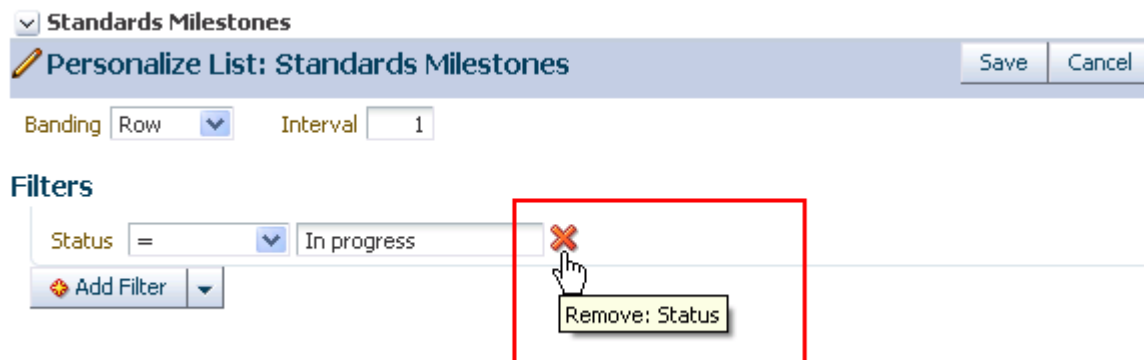 Standards Milestones
Personalize List: Standards Milestones Save Cancel
Banding Row Interval 1
Filters
Status = In progress
Add Filter
Remove: Status